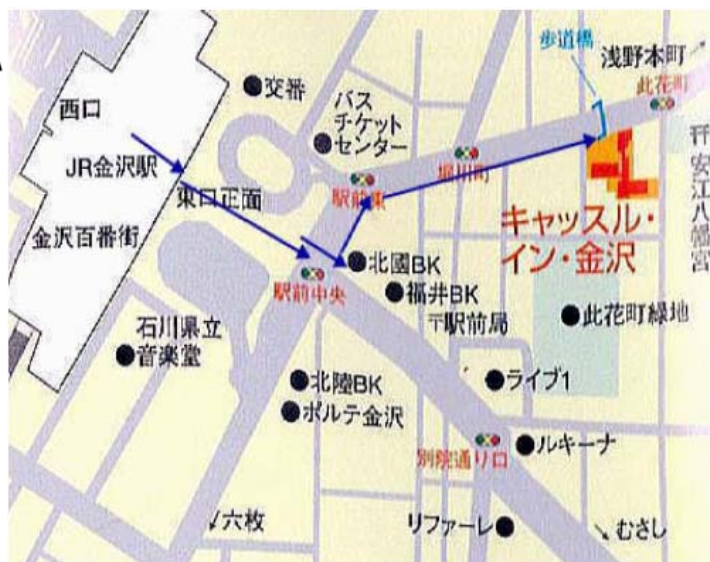 歩道橋
浅野本町
此花町
西口
交番
バス
チケット
センター
JR金沢駅
東口正面
駅前東
堀川町
安江八幡宮
キャッスル・
イン・金沢
金沢百番街
北國BK
駅前中央
福井BK
〒駅前局
此花町緑地
石川県立
音楽堂
北陸BK
ライブ1
ポルテ金沢
別院通り口
ルキーナ
六枚
リファーレ
むさし